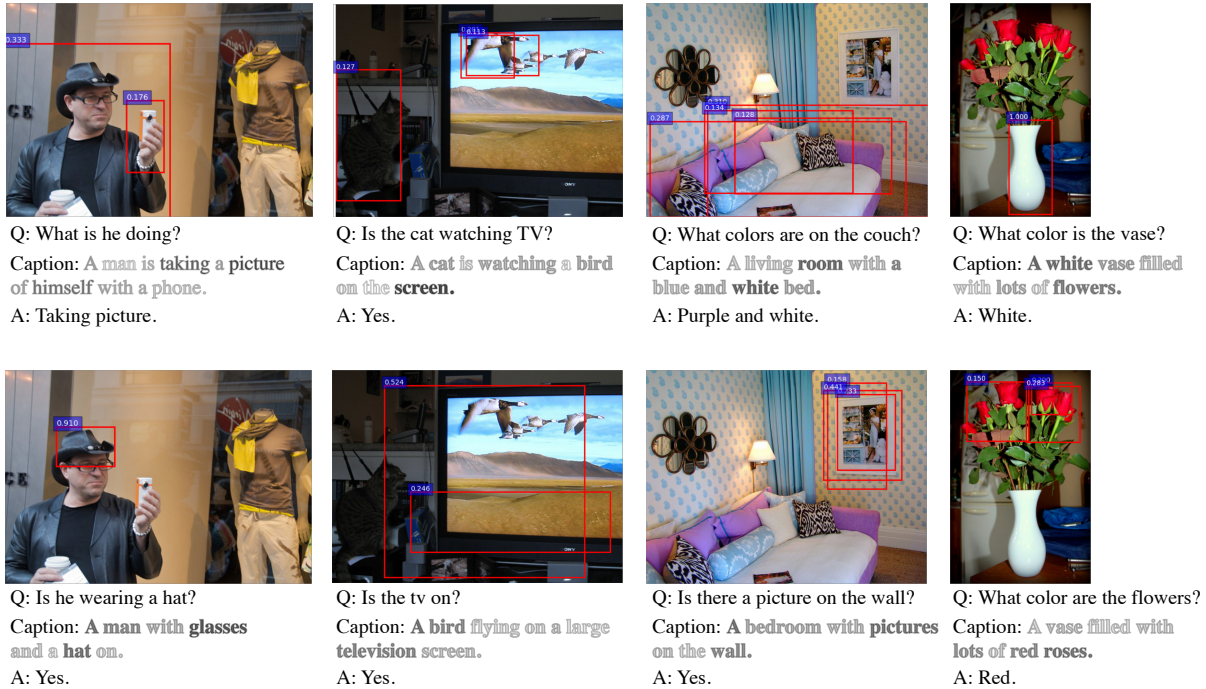 0.333
0.176
0.127
0.113
0.287
0.134
0.128
1.000
Q: What is he doing?
Caption: A man is taking a picture
of himself with a phone.
A: Taking picture.
Q: Is the cat watching TV?
Caption: A cat is watching a bird
on the screen.
A: Yes.
Q: What colors are on the couch?
Caption: A living room with a
blue and white bed.
A: Purple and white.
Q: What color is the vase?
Caption: A white vase filled
with lots of flowers.
A: White.
0.910
0.524
0.246
0.158
0.441
0.150
0.283
Q: Is he wearing a hat?
Caption: A man with glasses
and a hat on.
A: Yes.
Q: Is the tv on?
Caption: A bird flying on a large
television screen.
A: Yes.
Q: Is there a picture on the wall?
Caption: A bedroom with pictures
on the wall.
A: Yes.
Q: What color are the flowers?
Caption: A vase filled with
lots of red roses.
A: Red.